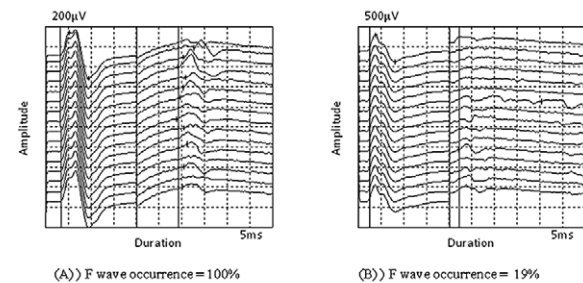 200μV
Amplitude
Duration
5ms
(A)) F wave occurrence = 100%
500μV
Amplitude
Duration
5ms
(B)) F wave occurrence = 19%